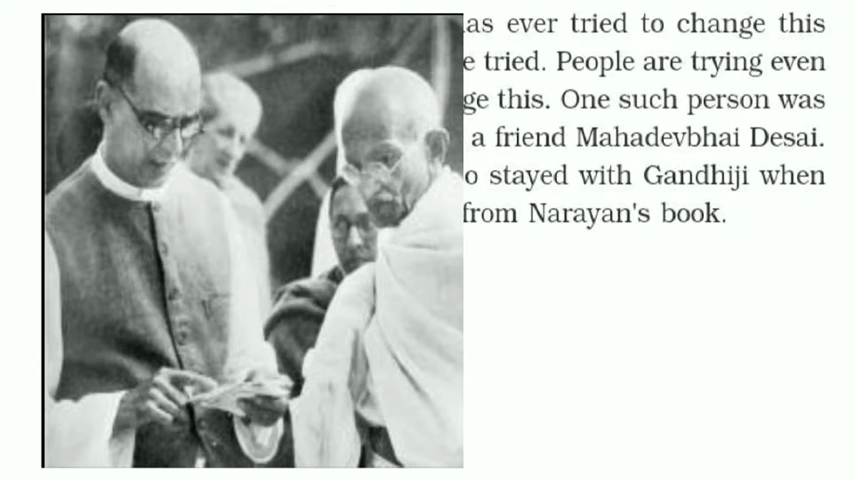 as ever tried to change this
e tried. People are trying even
ge this. One such person was
a friend Mahadevbhai Desai.
o stayed with Gandhiji when
from Narayan's book.